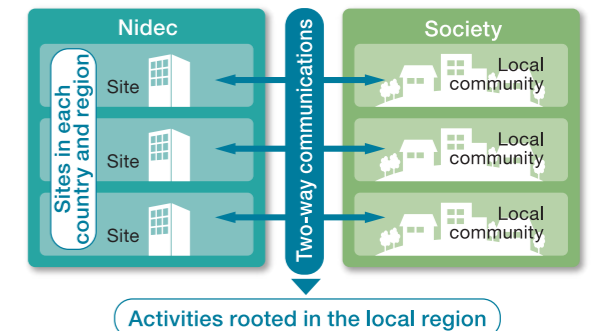 Nidec
Sites in each
country and region
Site
Site
Site
Two-way communications
Society
Local
community
Local
community
Local
community
Activities rooted in the local region